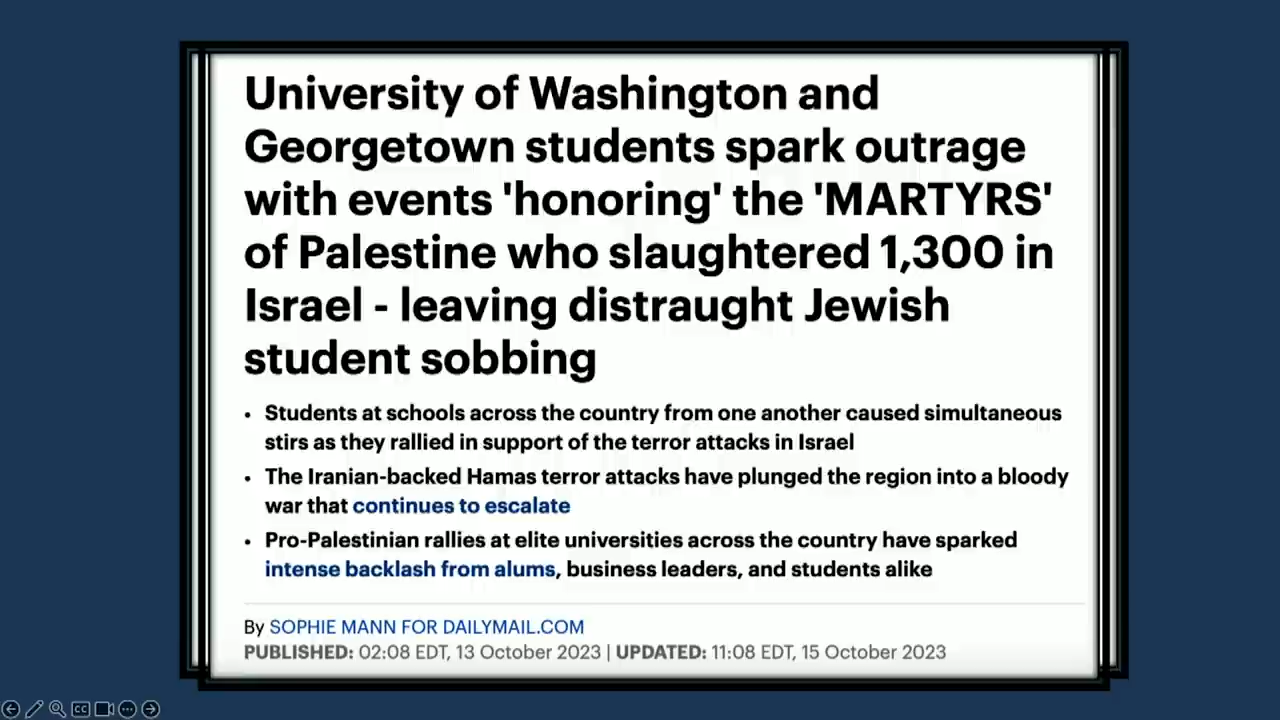 University of Washington and
Georgetown students spark outrage
with events 'honoring' the 'MARTYRS'
of Palestine who slaughtered 1,300 in
Israel - leaving distraught Jewish
student sobbing
• Students at schools across the country from one another caused simultaneous
stirs as they rallied in support of the terror attacks in Israel
• The Iranian-backed Hamas terror attacks have plunged the region into a bloody
war that continues to escalate
• Pro-Palestinian rallies at elite universities across the country have sparked
intense backlash from alums, business leaders, and students alike
By SOPHIE MANN FOR DAILYMAIL.COM
PUBLISHED: 02:08 EDT, 13 October 2023 | UPDATED: 11:08 EDT, 15 October 2023
CC